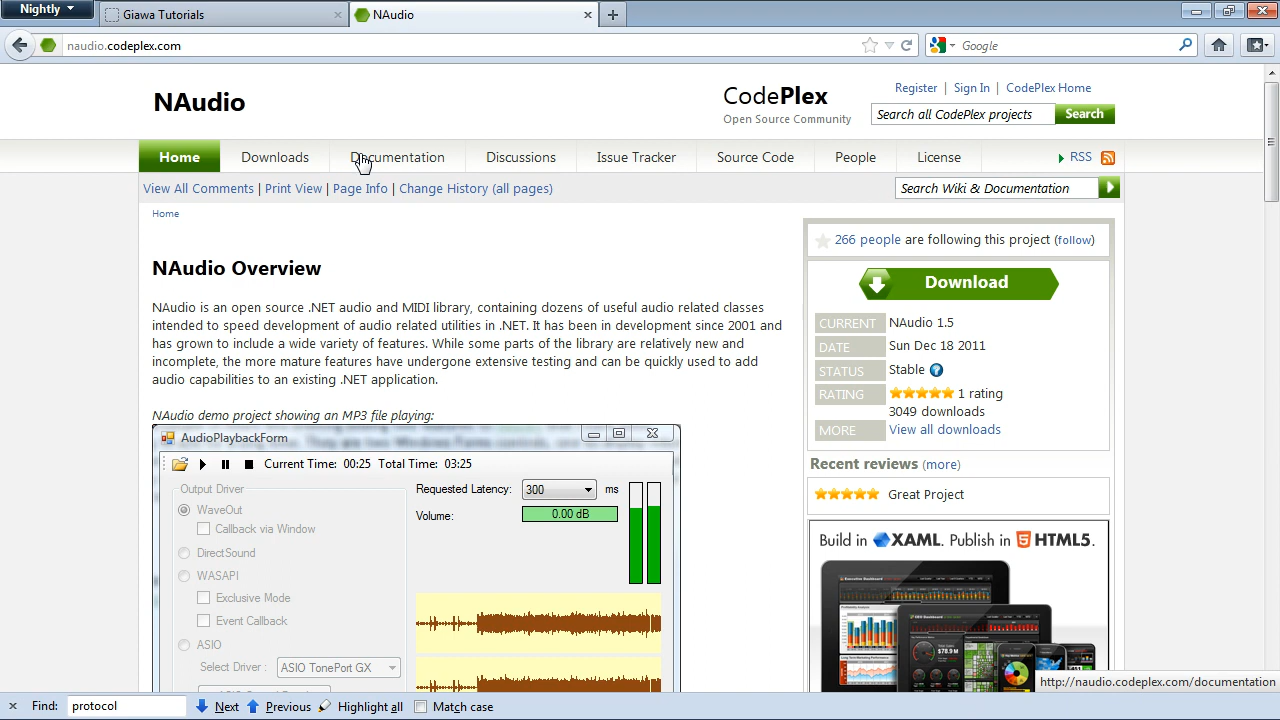 Nightly
Giawa Tutorials
NAudio
naudio.codeplex.com
Google
NAudio
CodePlex
Open Source Community
Register | Sign In | CodePlex Home
Search all CodePlex projects
Search
Home
Downloads
Documentation
Discussions
Issue Tracker
Source Code
People
License
RSS
View All Comments | Print View | Page Info | Change History (all pages)
Search Wiki & Documentation
Home
NAudio Overview
NAudio is an open source .NET audio and MIDI library, containing dozens of useful audio related classes
intended to speed development of audio related utilities in .NET. It has been in development since 2001 and
has grown to include a wide variety of features. While some parts of the library are relatively new and
incomplete, the more mature features have undergone extensive testing and can be quickly used to add
audio capabilities to an existing .NET application.
NAudio demo project showing an MP3 file playing:
AudioPlaybackForm
Current Time: 00:25 Total Time: 03:25
Output Driver
WaveOut
Callback via Window
DirectSound
WASAPI
Event Callback
ASIO
Select Driver:
Requested Latency: 300 ms
Volume: 0.00 dB
266 people are following this project (follow)
Download
CURRENT NAudio 1.5
DATE Sun Dec 18 2011
STATUS Stable
RATING 1 rating
3049 downloads
MORE View all downloads
Recent reviews (more)
Great Project
Build in XAML. Publish in HTML5.
http://naudio.codeplex.com/documentation
Find: protocol
Next
Previous
Highlight all
Match case